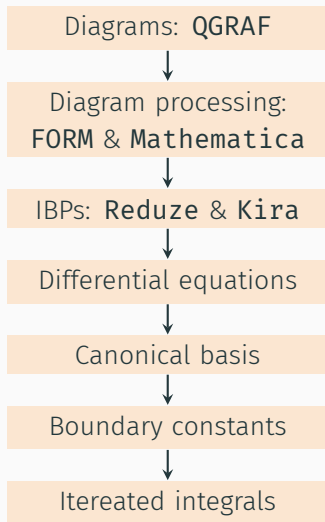 Diagrams: QGRAF
Diagram processing:
FORM & Mathematica
IBPs: Reduze & Kira
Differential equations
Canonical basis
Boundary constants
Itereated integrals